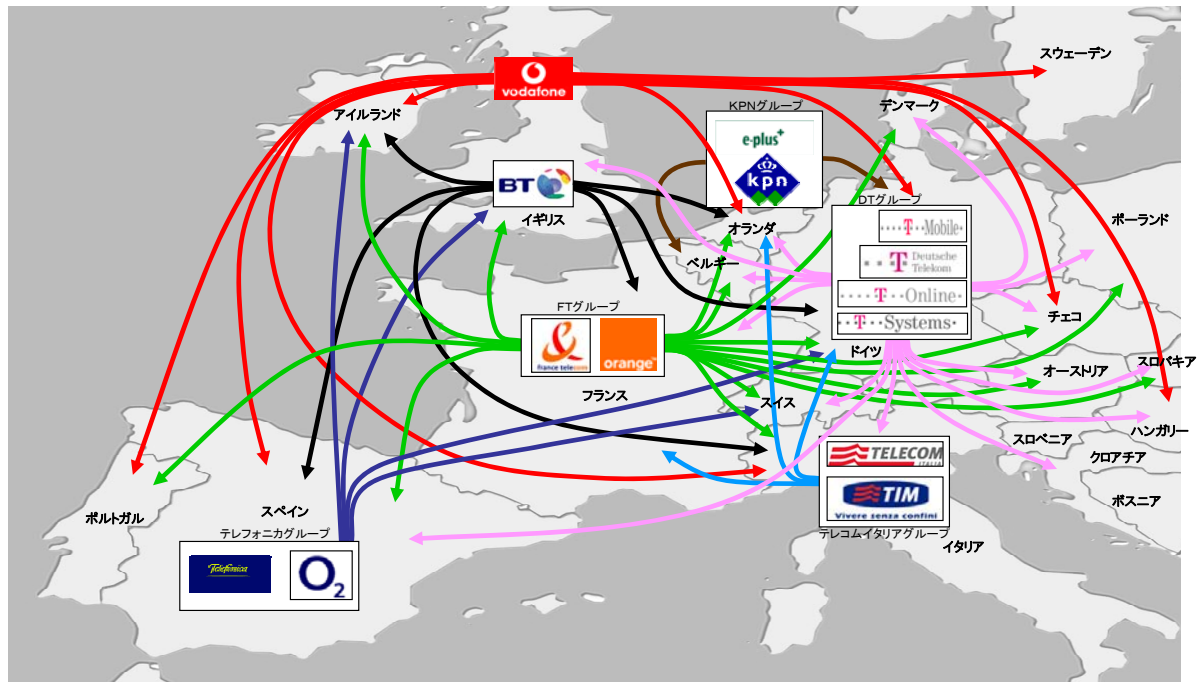 スウェーデン
vodafone
KPNグループ
デンマーク
アイルランド
e-plus+
kpn
BT
DTグループ
イギリス
オランダ
ポーランド
T Mobile
ベルギー
T Deutsche
Telekom
T Online
FTグループ
チェコ
T Systems
france telecom
orange™
ドイツ
スロバキア
オーストリア
フランス
スイス
ハンガリー
スロベニア
クロアチア
TELECOM
ITALIA
TIM
Vivere senza confini
ボスニア
ポルトガル
スペイン
テレフォニカグループ
テレコムイタリアグループ
イタリア
Telefónica
O2